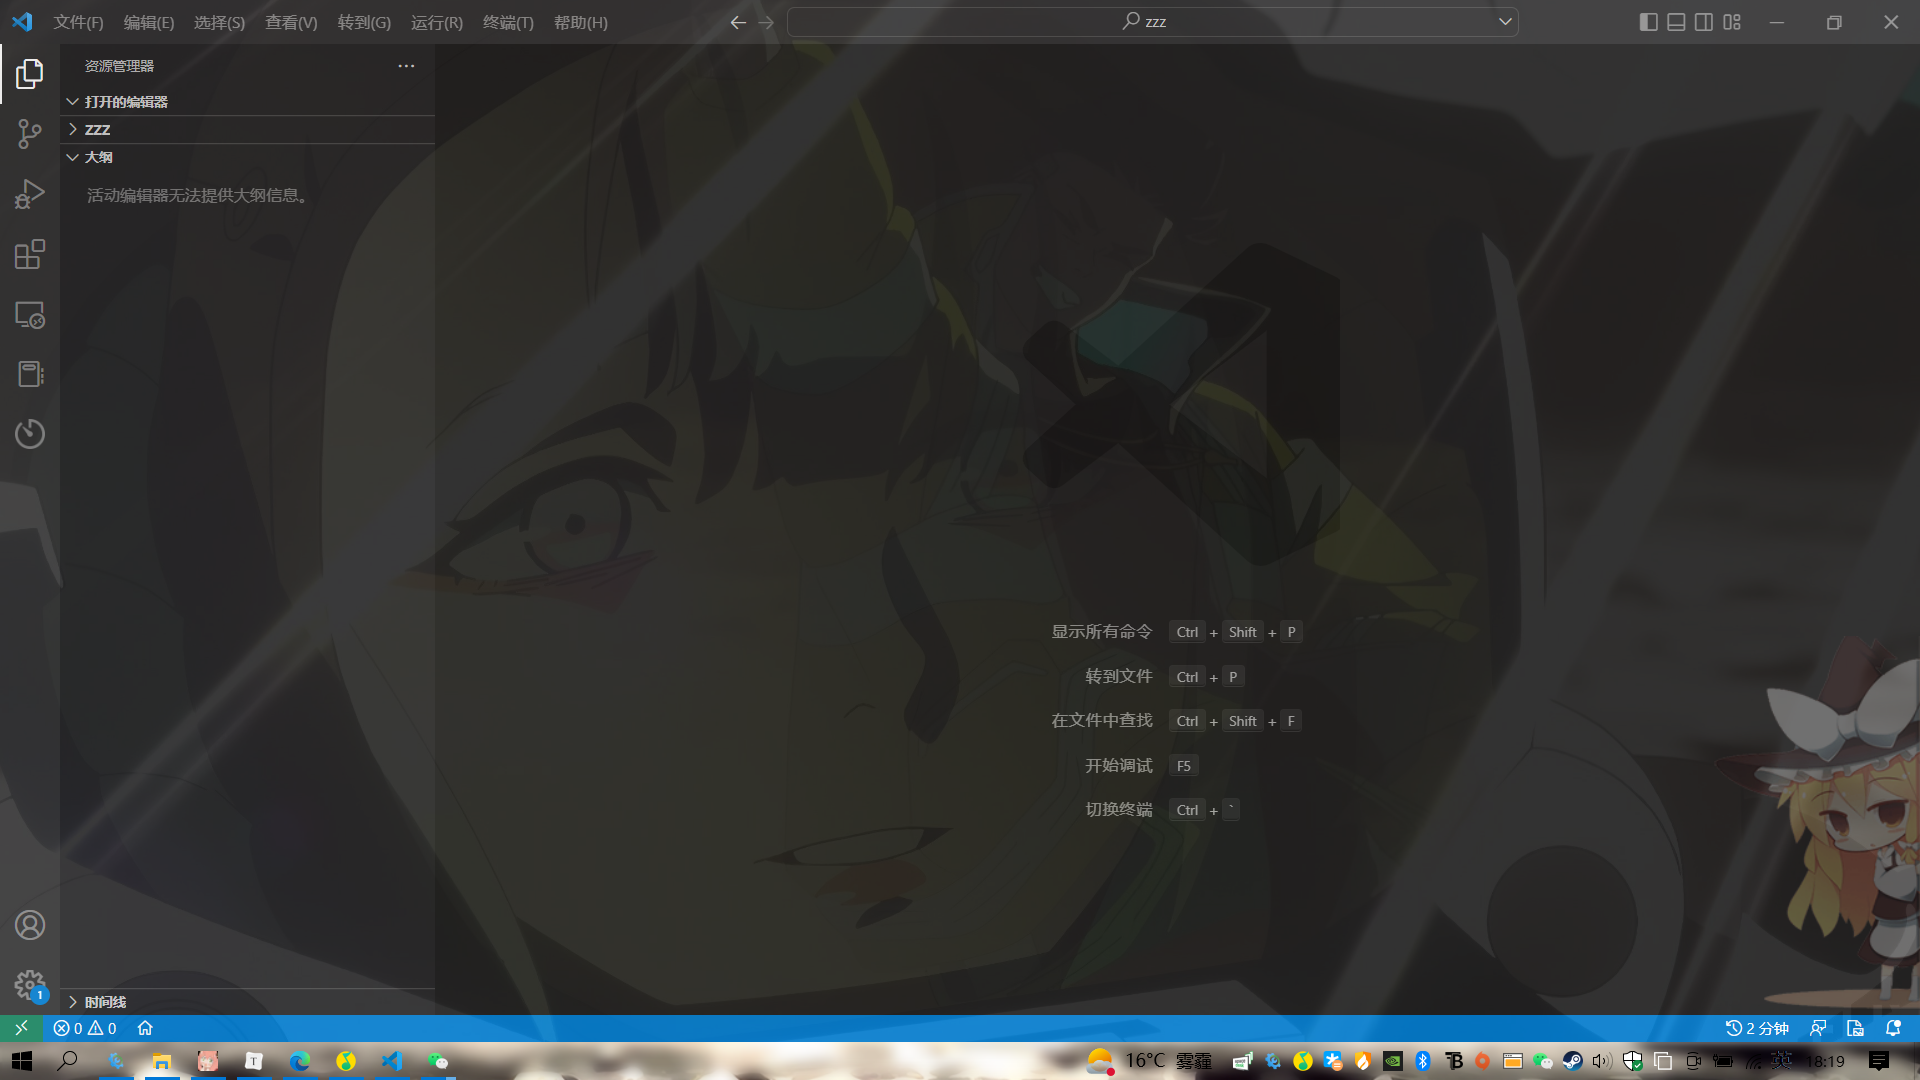 文件(F) 编辑(E) 选择(S) 查看(V) 转到(G) 运行(R) 终端(T) 帮助(H) zzz
资源管理器
打开的编辑器
ZZZ
大纲
活动编辑器无法提供大纲信息。
显示所有命令 Ctrl + Shift + P
转到文件 Ctrl + P
在文件中查找 Ctrl + Shift + F
开始调试 F5
切换终端 Ctrl + `
1
时间线
0 0 2 分钟
T 16°C 雾霾 英 18:19